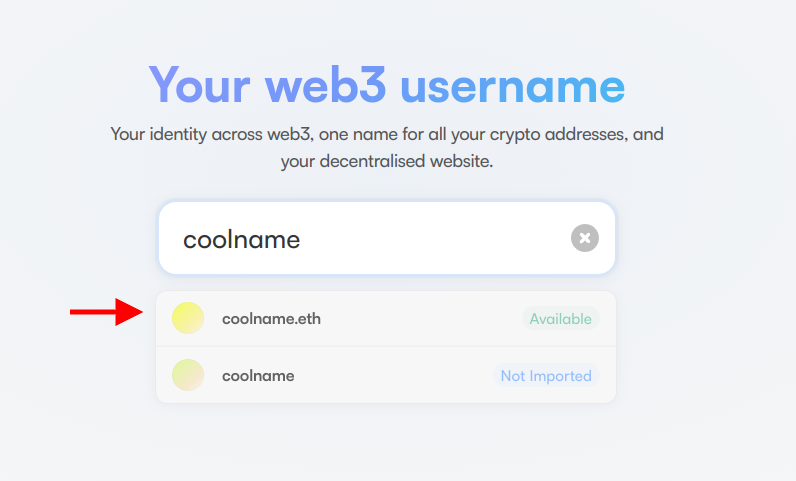 Your web3 username
Your identity across web3, one name for all your crypto addresses, and
your decentralised website.
coolname
coolname.eth Available
coolname Not Imported